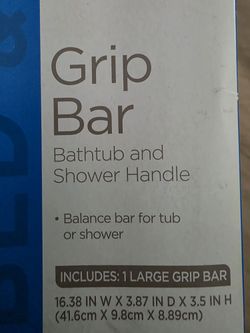 Grip
Bar
Bathtub and
Shower Handle
• Balance bar for tub
or shower
INCLUDES: 1 LARGE GRIP BAR
16.38 IN W X 3.87 IN D X 3.5 IN H
(41.6cm X 9.8cm X 8.89cm)
BED &